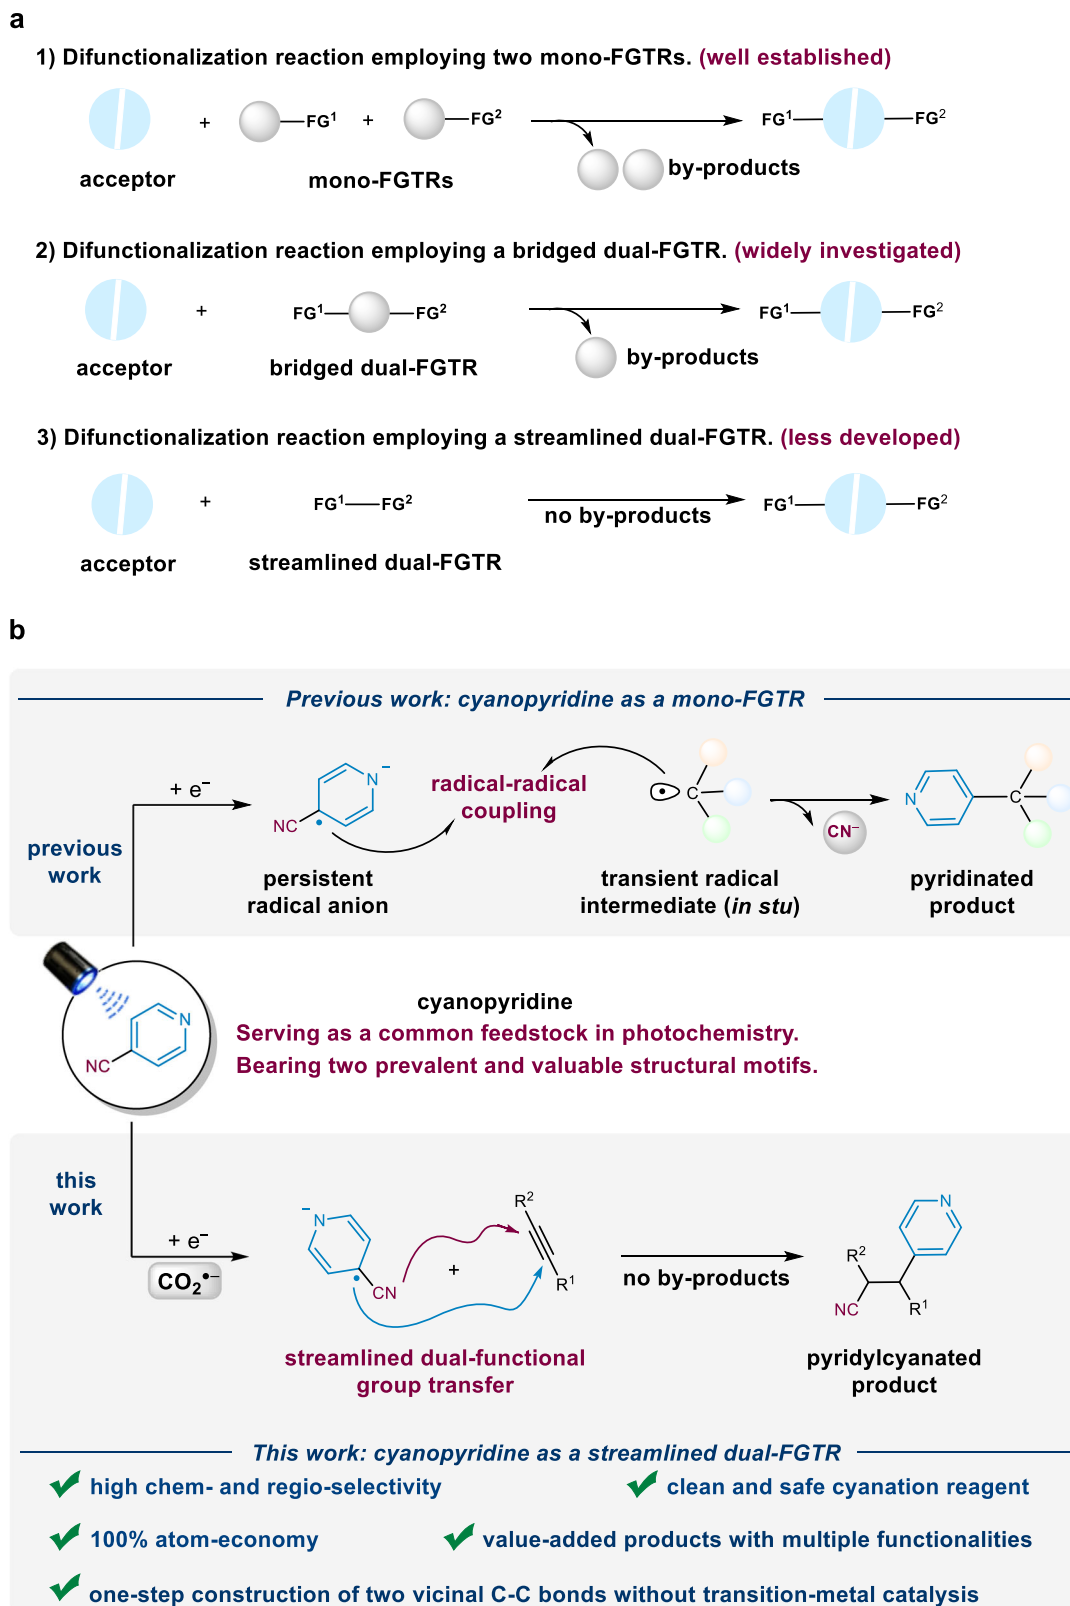 a
1) Difunctionalization reaction employing two mono-FGTRs. (well established)
+ FG¹ + FG² FG¹ FG²
acceptor mono-FGTRs by-products
2) Difunctionalization reaction employing a bridged dual-FGTR. (widely investigated)
+ FG¹ FG² FG¹ FG²
acceptor bridged dual-FGTR by-products
3) Difunctionalization reaction employing a streamlined dual-FGTR. (less developed)
+ FG¹ FG² no by-products FG¹ FG²
acceptor streamlined dual-FGTR
b
Previous work: cyanopyridine as a mono-FGTR
+ e⁻
N ⁻
NC •
radical-radical
coupling
• C
CN⁻
N C
previous
work
persistent
radical anion
transient radical
intermediate (in stu)
pyridinated
product
N
NC
cyanopyridine
Serving as a common feedstock in photochemistry.
Bearing two prevalent and valuable structural motifs.
this
work
+ e⁻
CO₂•⁻
⁻ N
• CN
+
R²
R¹
no by-products
N
R²
NC R¹
streamlined dual-functional
group transfer
pyridylcyanated
product
This work: cyanopyridine as a streamlined dual-FGTR
high chem- and regio-selectivity
clean and safe cyanation reagent
100% atom-economy
value-added products with multiple functionalities
one-step construction of two vicinal C-C bonds without transition-metal catalysis